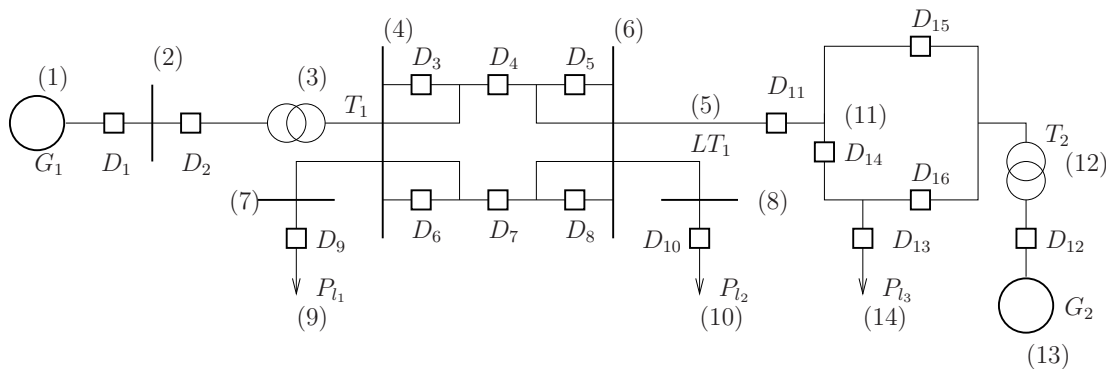 (4) (6) D₁₅
(1) (2) (3) D₃ D₄ D₅
D₁₁
T₁ (5) (11) T₂
G₁ D₁ D₂ LT₁ D₁₄ (12)
D₁₆
(7) (8)
D₉ D₆ D₇ D₈ D₁₀ D₁₃ D₁₂
Pₗ₁ Pₗ₂ Pₗ₃ G₂
(9) (10) (14)
(13)